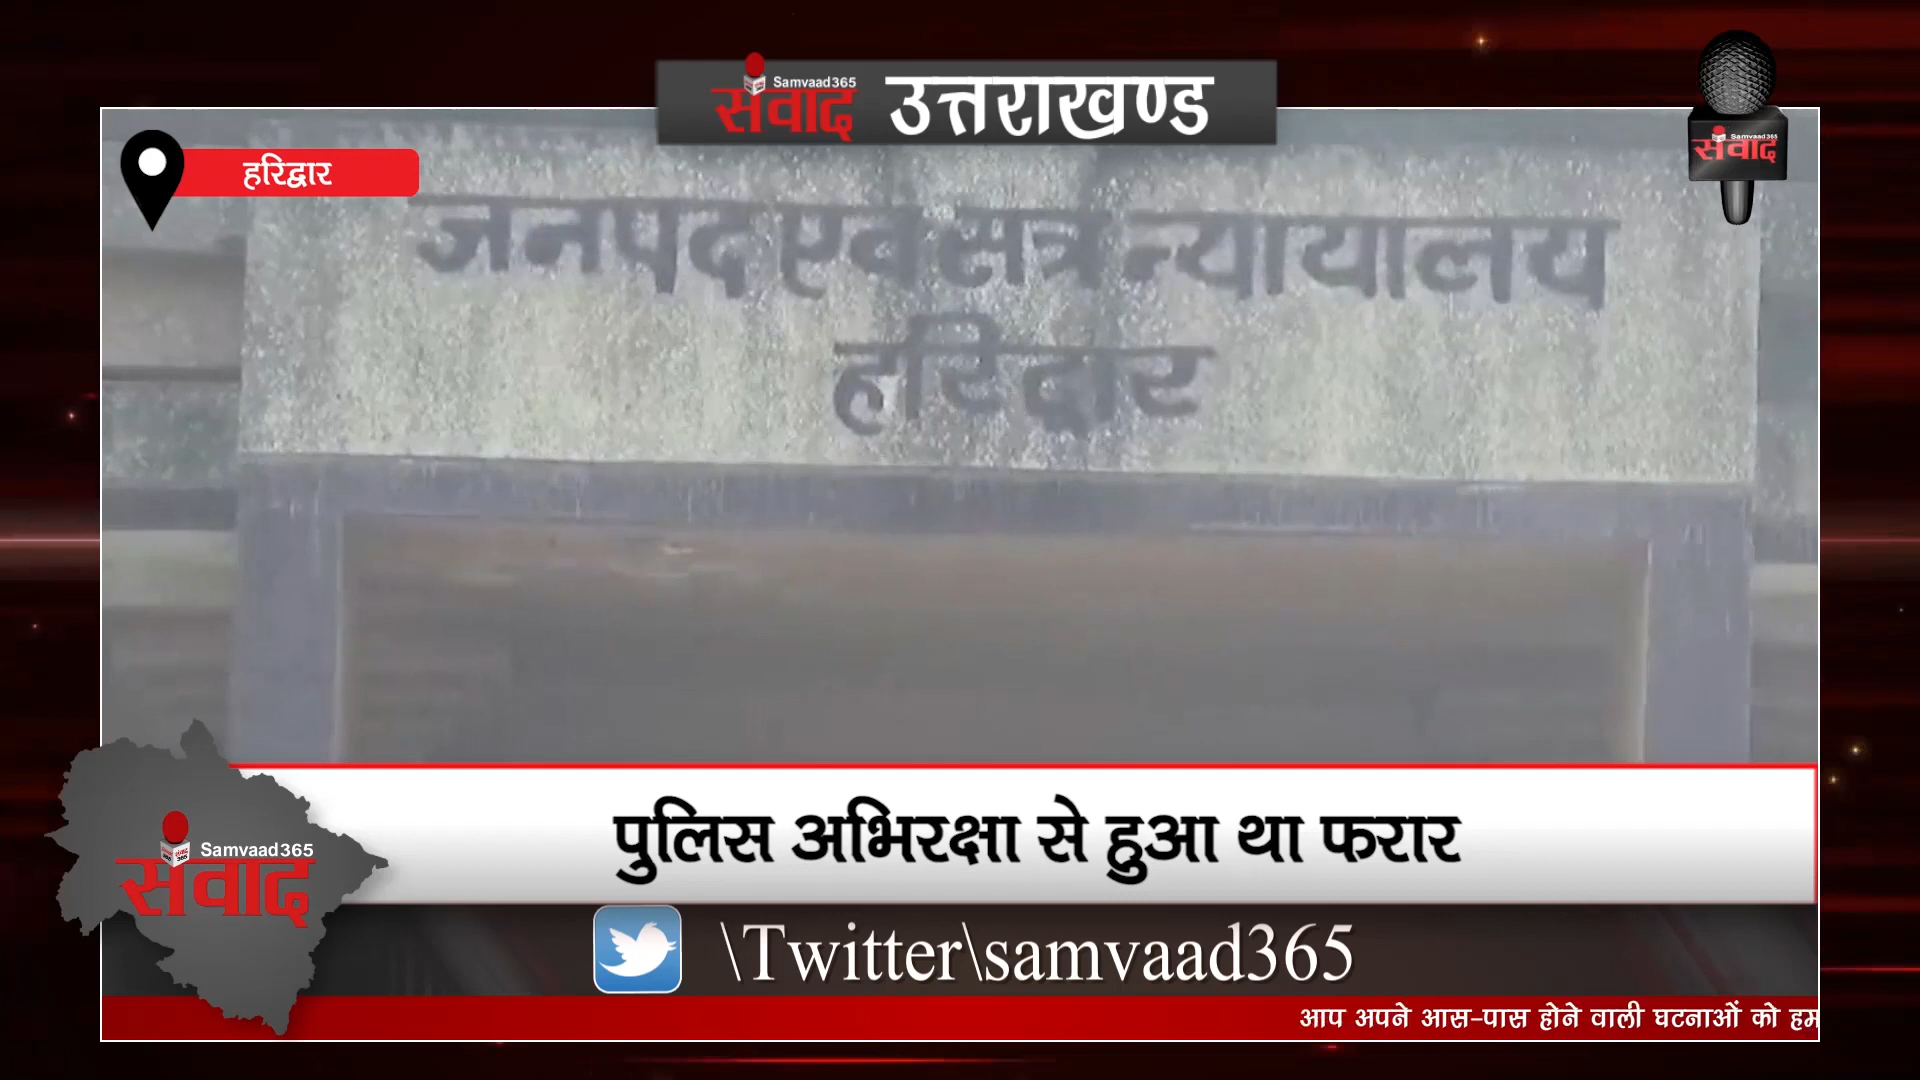 Samvaad365
संवाद उत्तराखण्ड
Samvaad365
संवाद
हरिद्वार
जनपद एवं सत्र न्यायालय
हरिद्वार
पुलिस अभिरक्षा से हुआ था फरार
Samvaad365
संवाद
\Twitter\samvaad365
आप अपने आस-पास होने वाली घटनाओं को हम